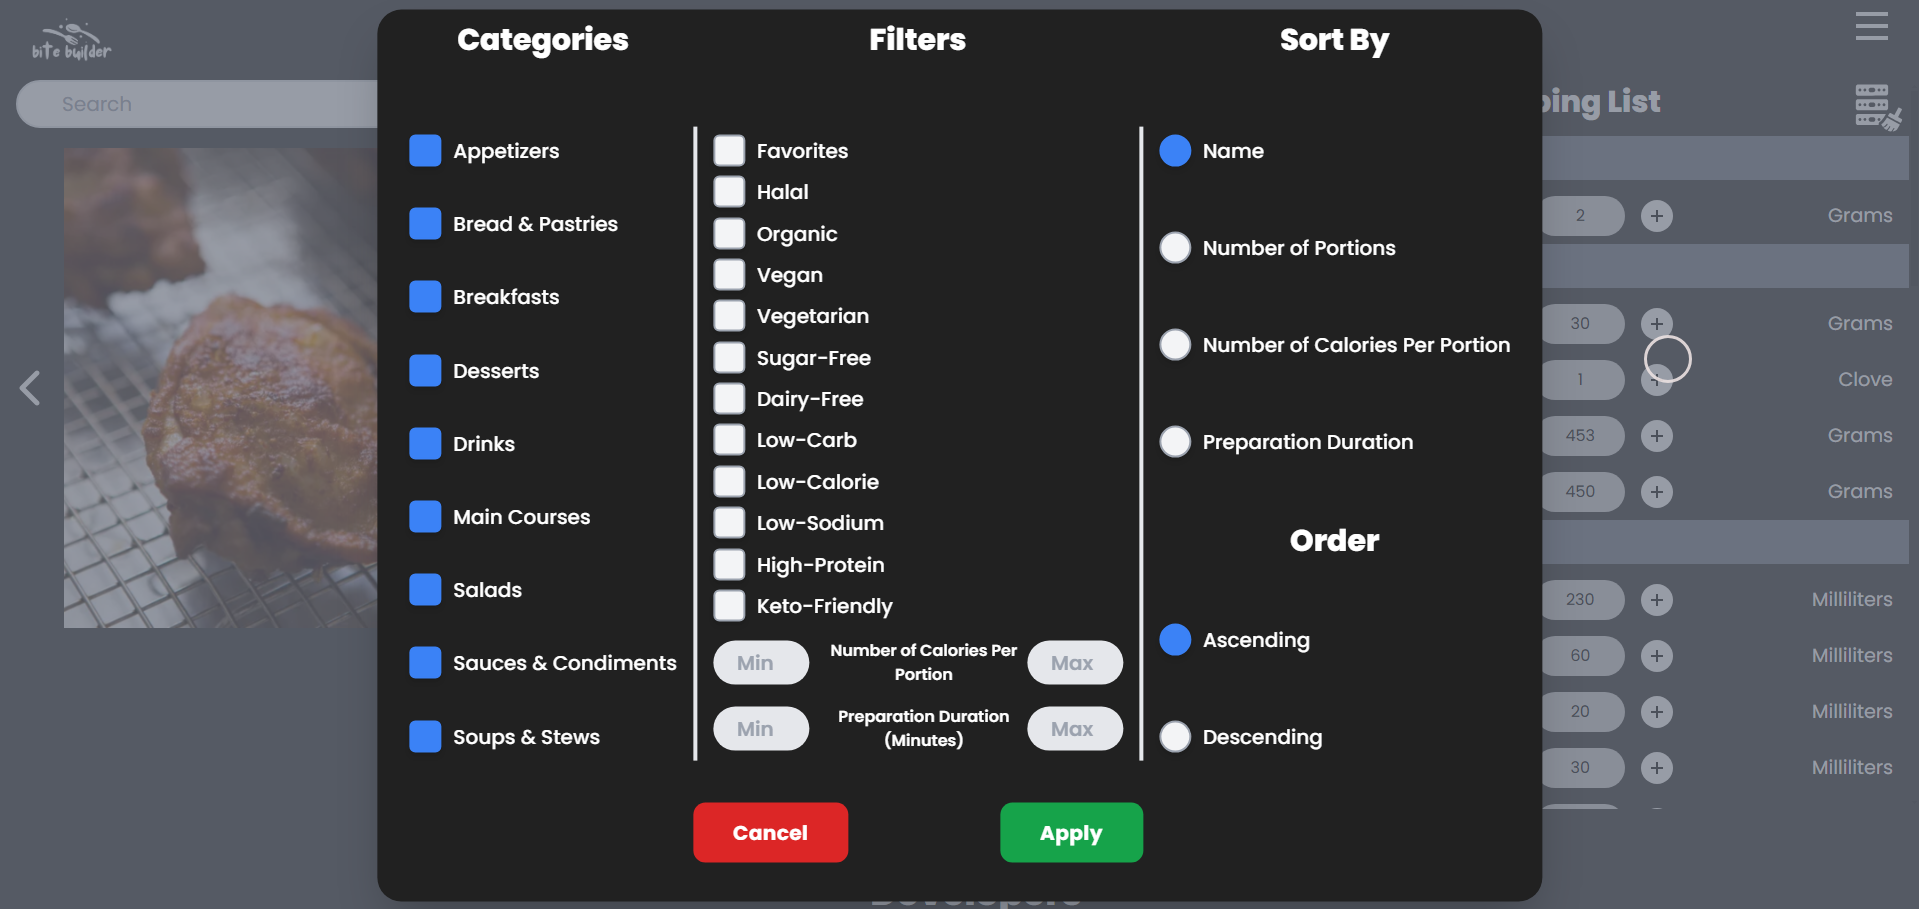 bite builder
Search
ping List
Categories
Appetizers
Bread & Pastries
Breakfasts
Desserts
Drinks
Main Courses
Salads
Sauces & Condiments
Soups & Stews
Filters
Favorites
Halal
Organic
Vegan
Vegetarian
Sugar-Free
Dairy-Free
Low-Carb
Low-Calorie
Low-Sodium
High-Protein
Keto-Friendly
Min
Number of Calories Per
Portion
Max
Min
Preparation Duration
(Minutes)
Max
Sort By
Name
Number of Portions
Number of Calories Per Portion
Preparation Duration
Order
Ascending
Descending
Cancel
Apply
2 + Grams
30 + Grams
1 + Clove
453 + Grams
450 + Grams
230 + Milliliters
60 + Milliliters
20 + Milliliters
30 + Milliliters